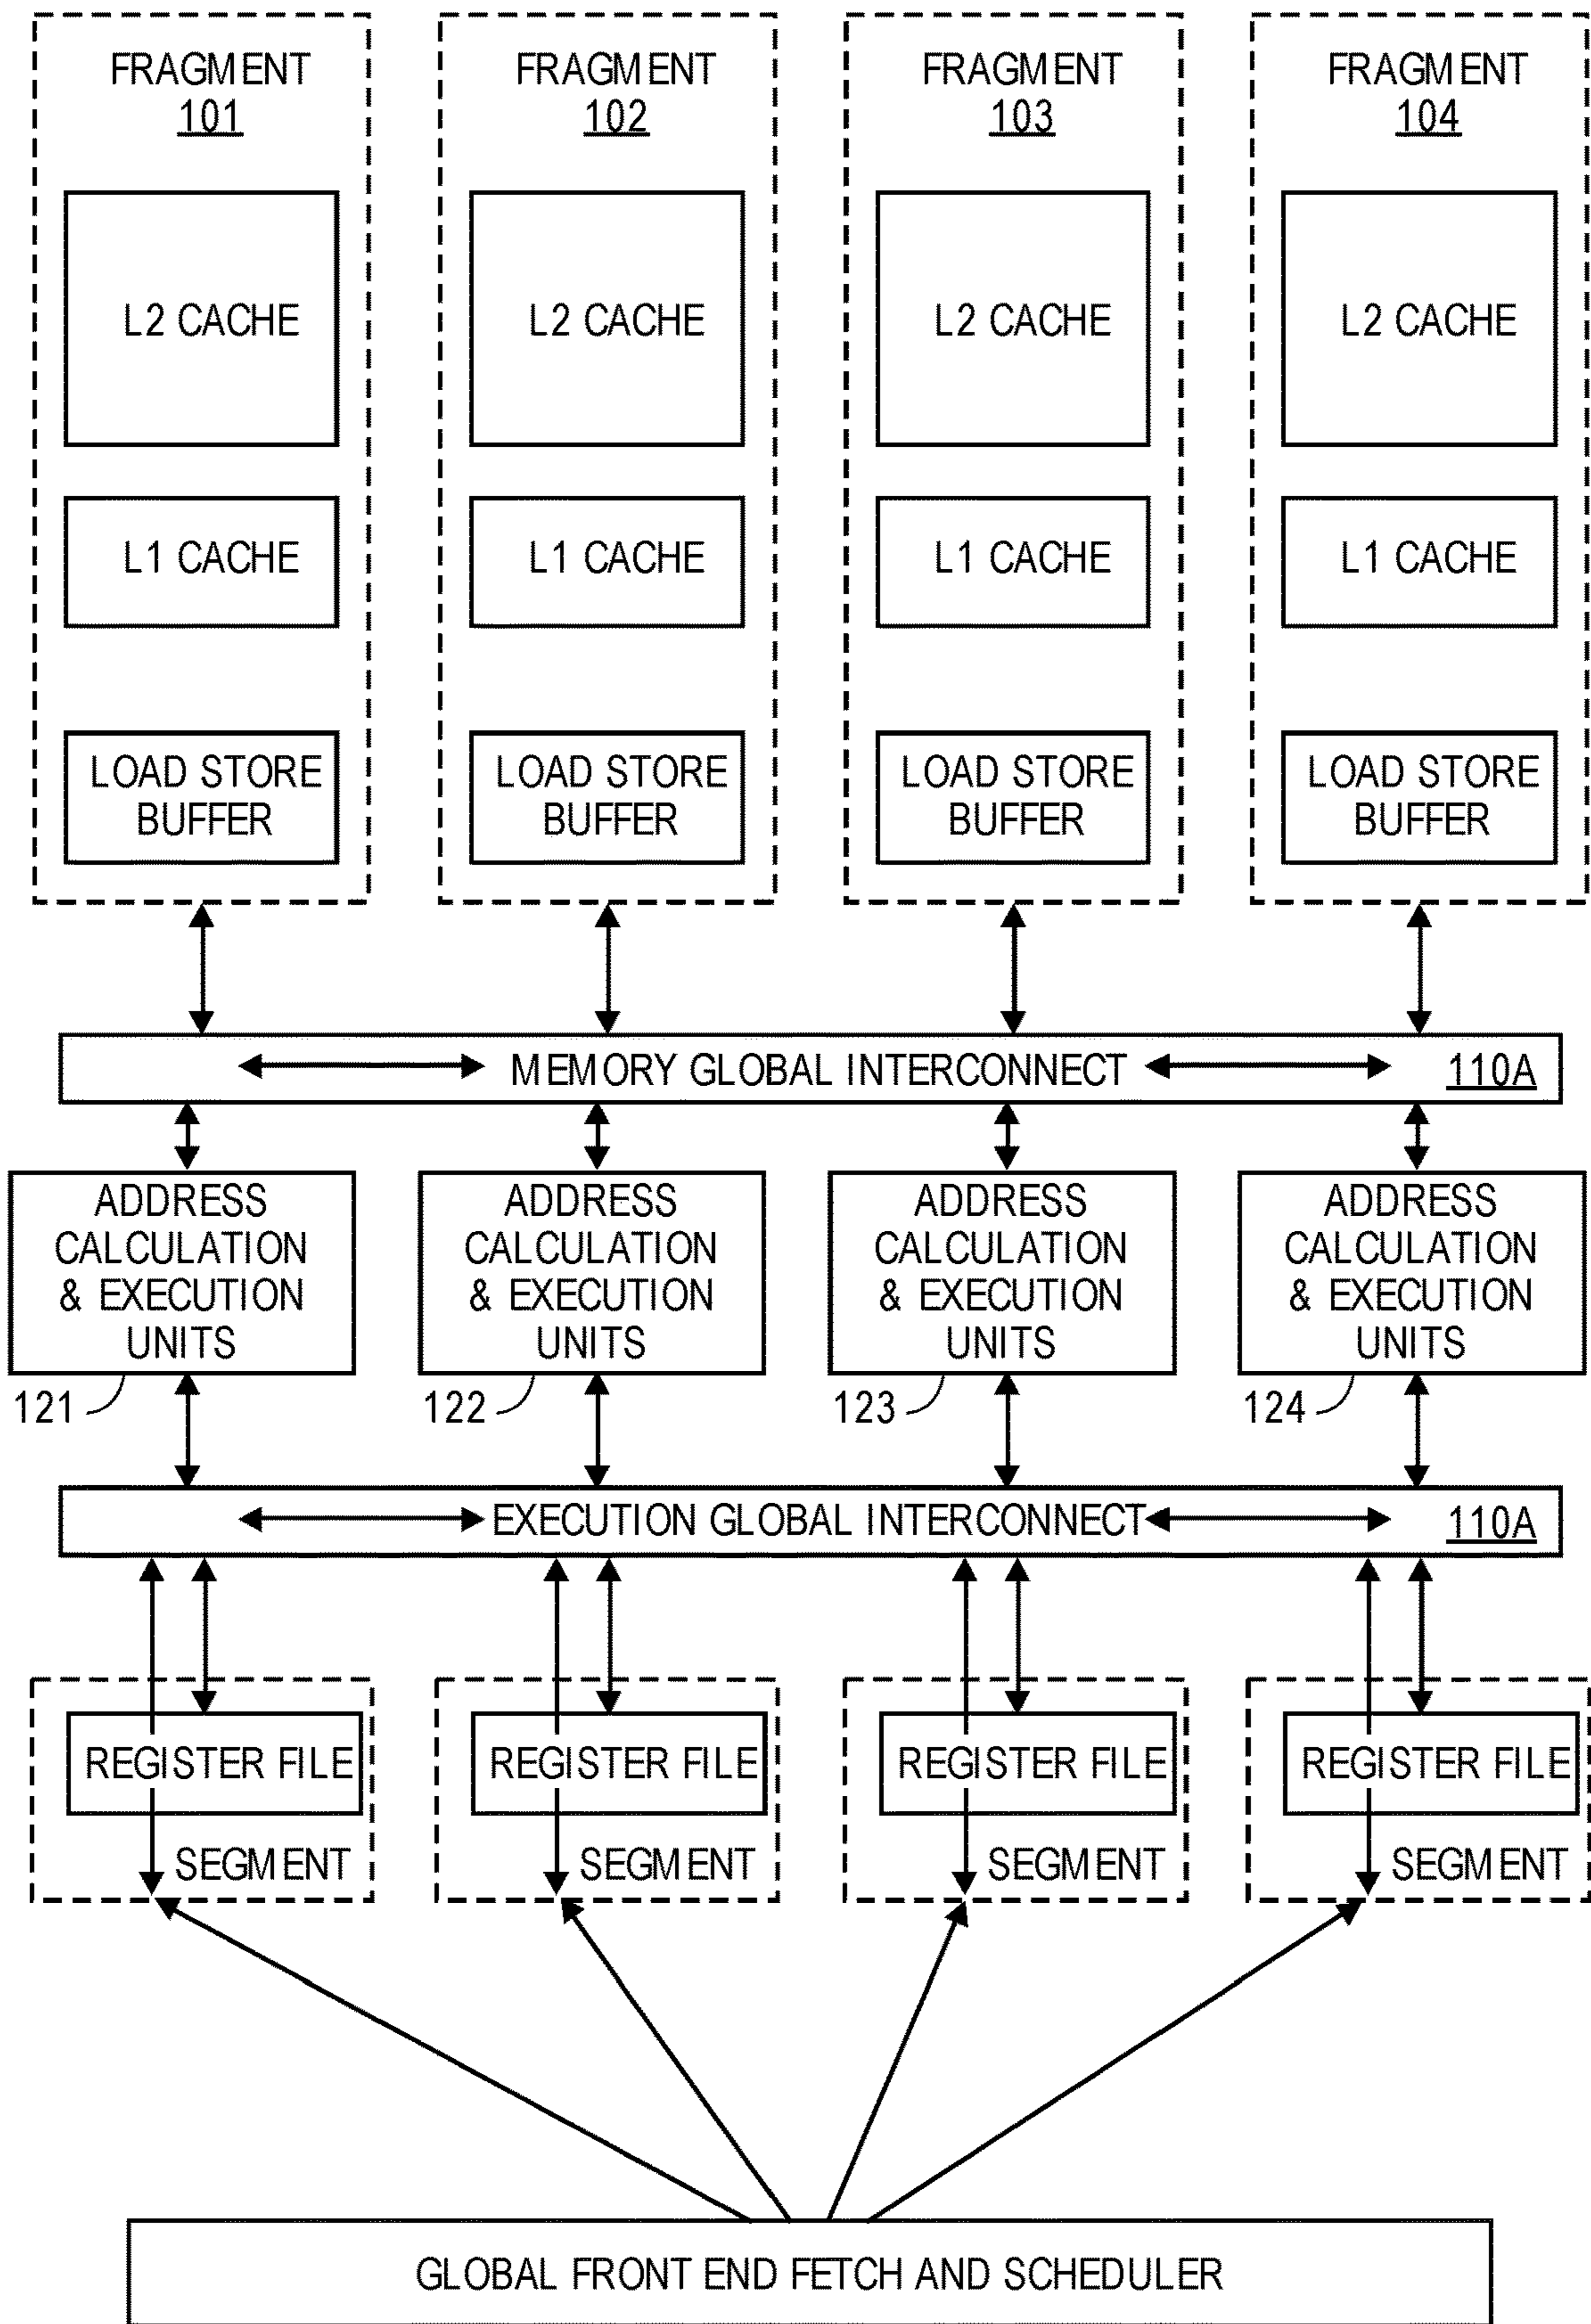 FRAGMENT
101
FRAGMENT
102
FRAGMENT
103
FRAGMENT
104
L2 CACHE
L2 CACHE
L2 CACHE
L2 CACHE
L1 CACHE
L1 CACHE
L1 CACHE
L1 CACHE
LOAD STORE
BUFFER
LOAD STORE
BUFFER
LOAD STORE
BUFFER
LOAD STORE
BUFFER
MEMORY GLOBAL INTERCONNECT 110A
ADDRESS
CALCULATION
& EXECUTION
UNITS
ADDRESS
CALCULATION
& EXECUTION
UNITS
ADDRESS
CALCULATION
& EXECUTION
UNITS
ADDRESS
CALCULATION
& EXECUTION
UNITS
121
122
123
124
EXECUTION GLOBAL INTERCONNECT 110A
REGISTER FILE
SEGMENT
REGISTER FILE
SEGMENT
REGISTER FILE
SEGMENT
REGISTER FILE
SEGMENT
GLOBAL FRONT END FETCH AND SCHEDULER